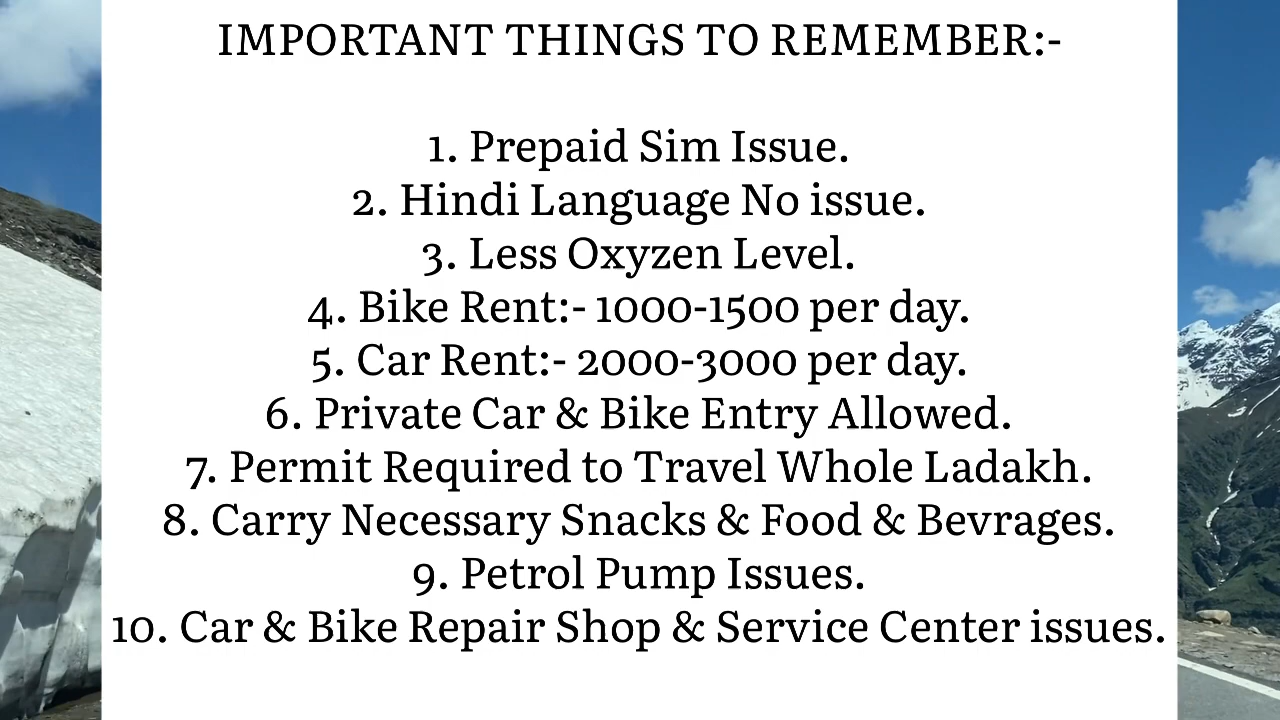 IMPORTANT THINGS TO REMEMBER:-
1. Prepaid Sim Issue.
2. Hindi Language No issue.
3. Less Oxyzen Level.
4. Bike Rent:- 1000-1500 per day.
5. Car Rent:- 2000-3000 per day.
6. Private Car & Bike Entry Allowed.
7. Permit Required to Travel Whole Ladakh.
8. Carry Necessary Snacks & Food & Bevrages.
9. Petrol Pump Issues.
10. Car & Bike Repair Shop & Service Center issues.